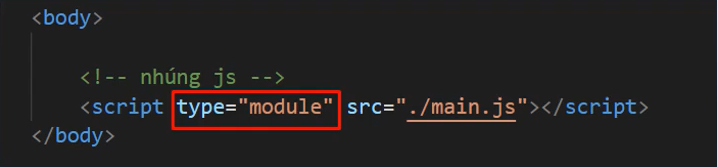 <body>
<!-- nhúng js -->
<script type="module" src="./main.js"></script>
</body>